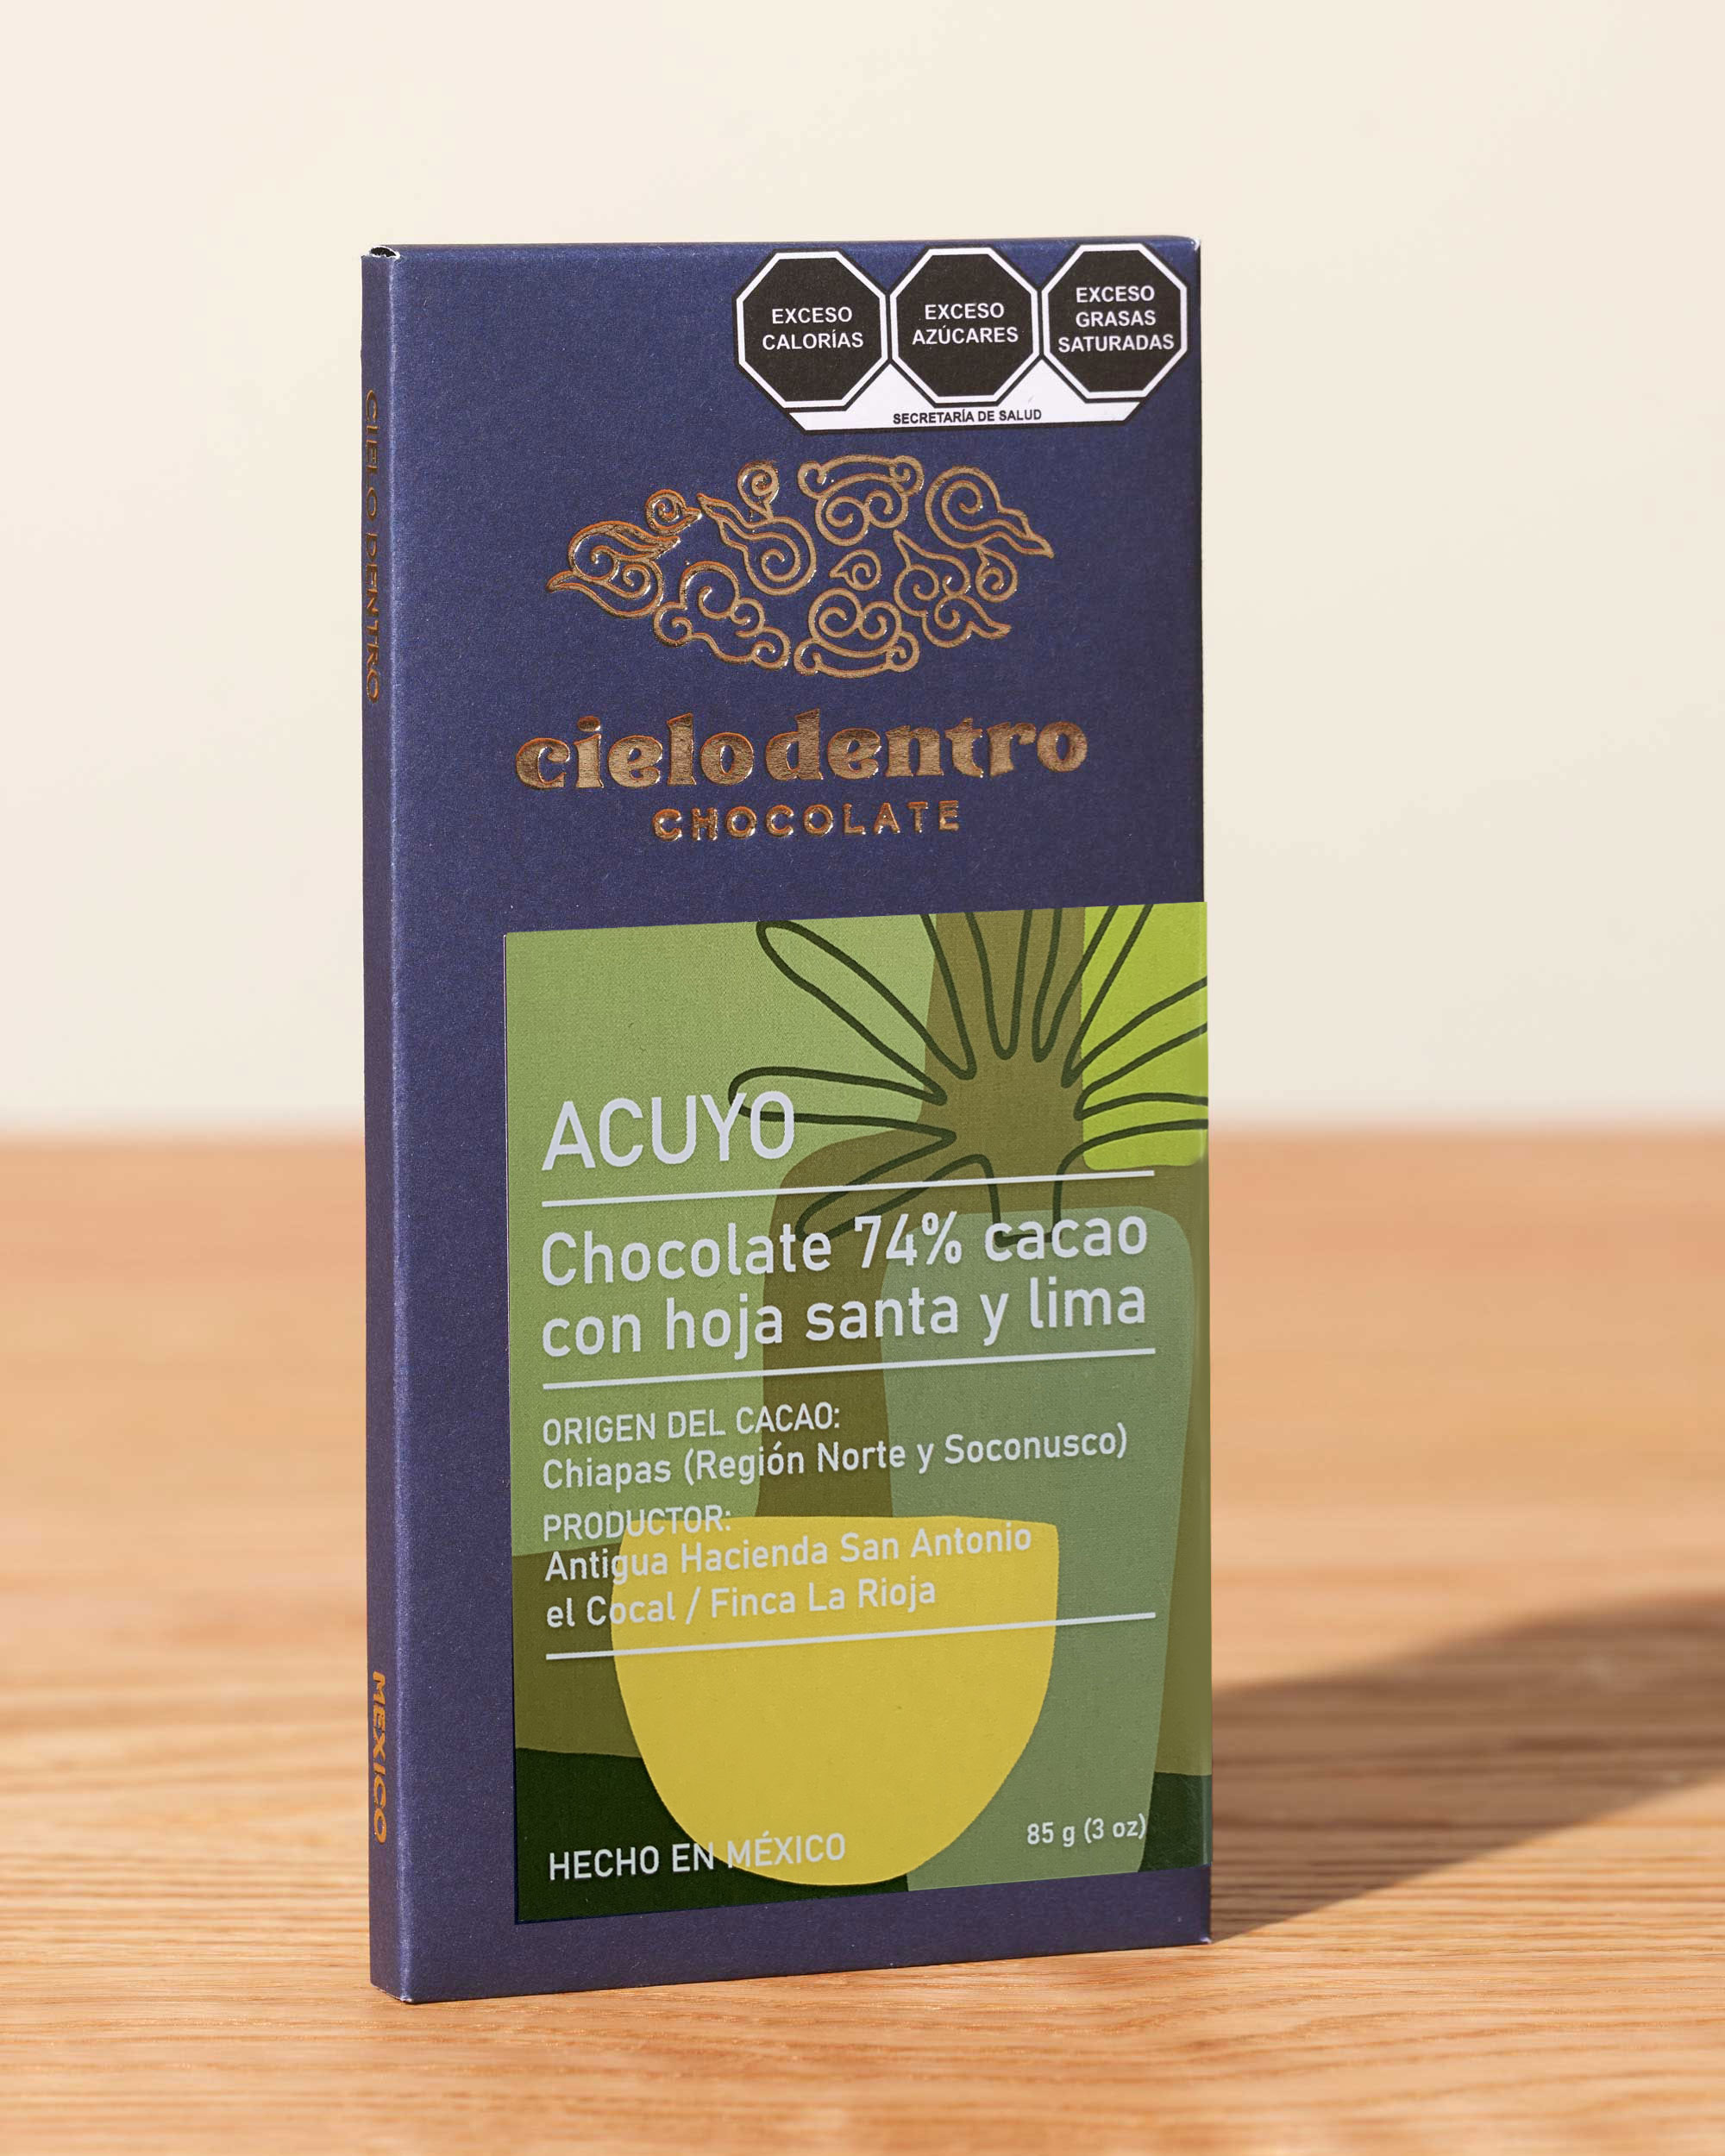 EXCESO
CALORÍAS
EXCESO
AZÚCARES
EXCESO
GRASAS
SATURADAS
SECRETARÍA DE SALUD
cielo dentro
CHOCOLATE
CIELO DENTRO
MEXICO
ACUYO
Chocolate 74% cacao
con hoja santa y lima
ORIGEN DEL CACAO:
Chiapas (Región Norte y Soconusco)
PRODUCTOR:
Antigua Hacienda San Antonio
el Cocal / Finca La Rioja
HECHO EN MÉXICO
85 g (3 oz)